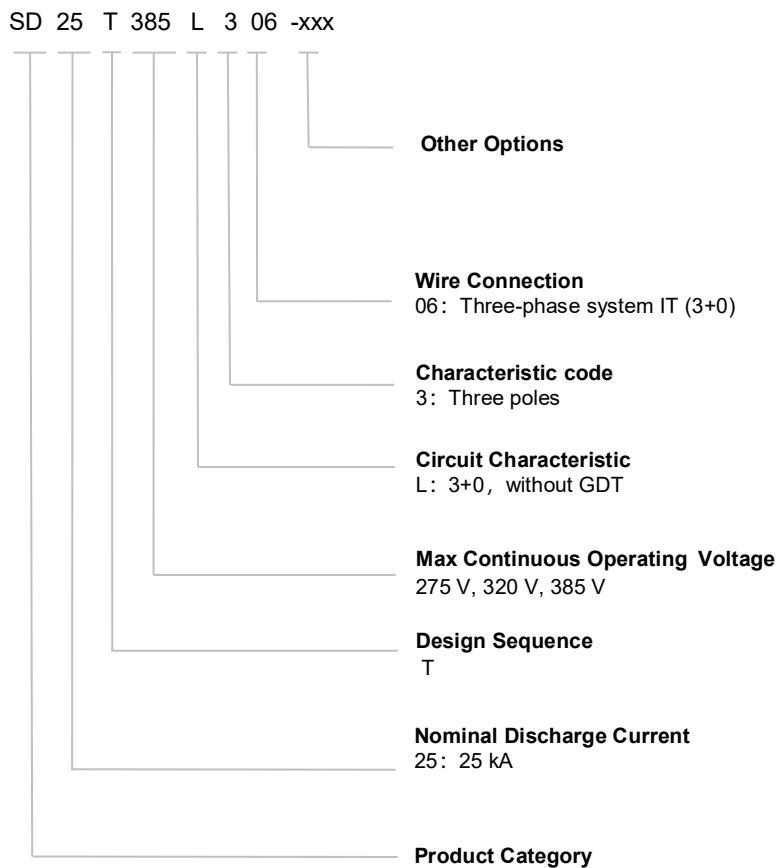 SD 25 T 385 L 3 06 -xxx
Other Options
Wire Connection
06：Three-phase system IT (3+0)
Characteristic code
3：Three poles
Circuit Characteristic
L：3+0，without GDT
Max Continuous Operating Voltage
275 V, 320 V, 385 V
Design Sequence
T
Nominal Discharge Current
25：25 kA
Product Category